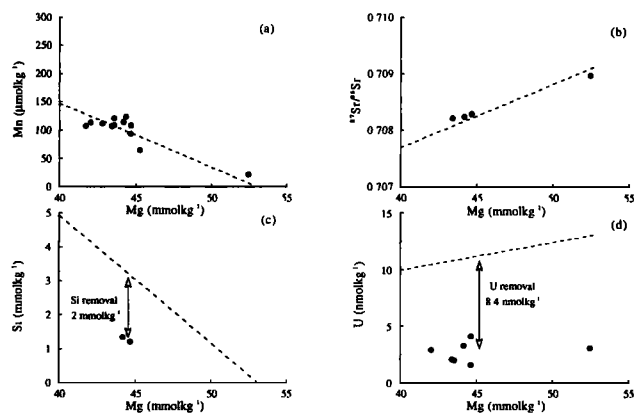 (a)
Mn (μmolkg⁻¹)
300
250
200
150
100
50
0
40 45 50 55
Mg (mmolkg⁻¹)
(b)
⁸⁷Sr/⁸⁶Sr
0 710
0.709
0.708
0 707
40 45 50 55
Mg (mmolkg⁻¹)
(c)
Si (mmolkg⁻¹)
5
4
3
2
1
0
Si removal
2 mmolkg⁻¹
40 45 50 55
Mg (mmolkg⁻¹)
(d)
U (nmolkg⁻¹)
15
10
5
0
U removal
8 4 nmolkg⁻¹
40 45 50 55
Mg (mmolkg⁻¹)